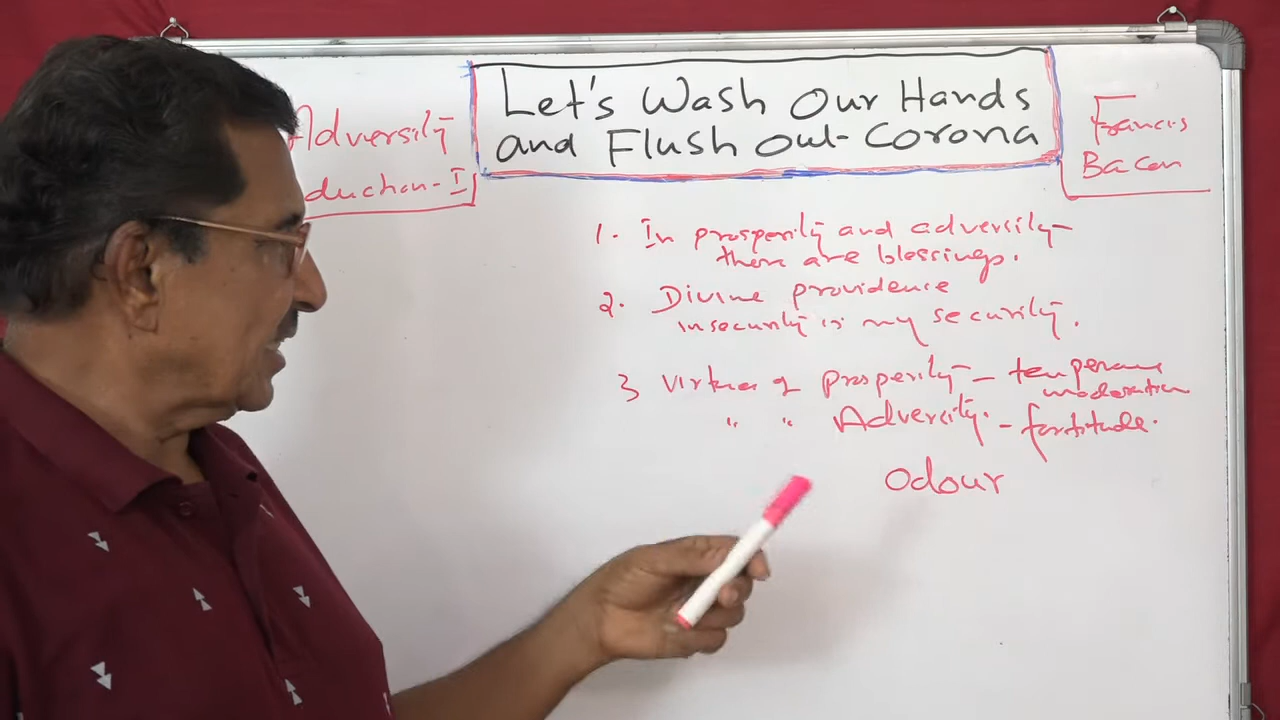 Let's Wash Our Hands
and Flush out Corona
Adversity
duction-I
Francis
Bacon
1. In prosperity and adversity
there are blessings.
2. Divine providence
insecurity is my security.
3 Virtues of prosperity - temperance
moderation
" " Adversity. - fortitude.
Odour